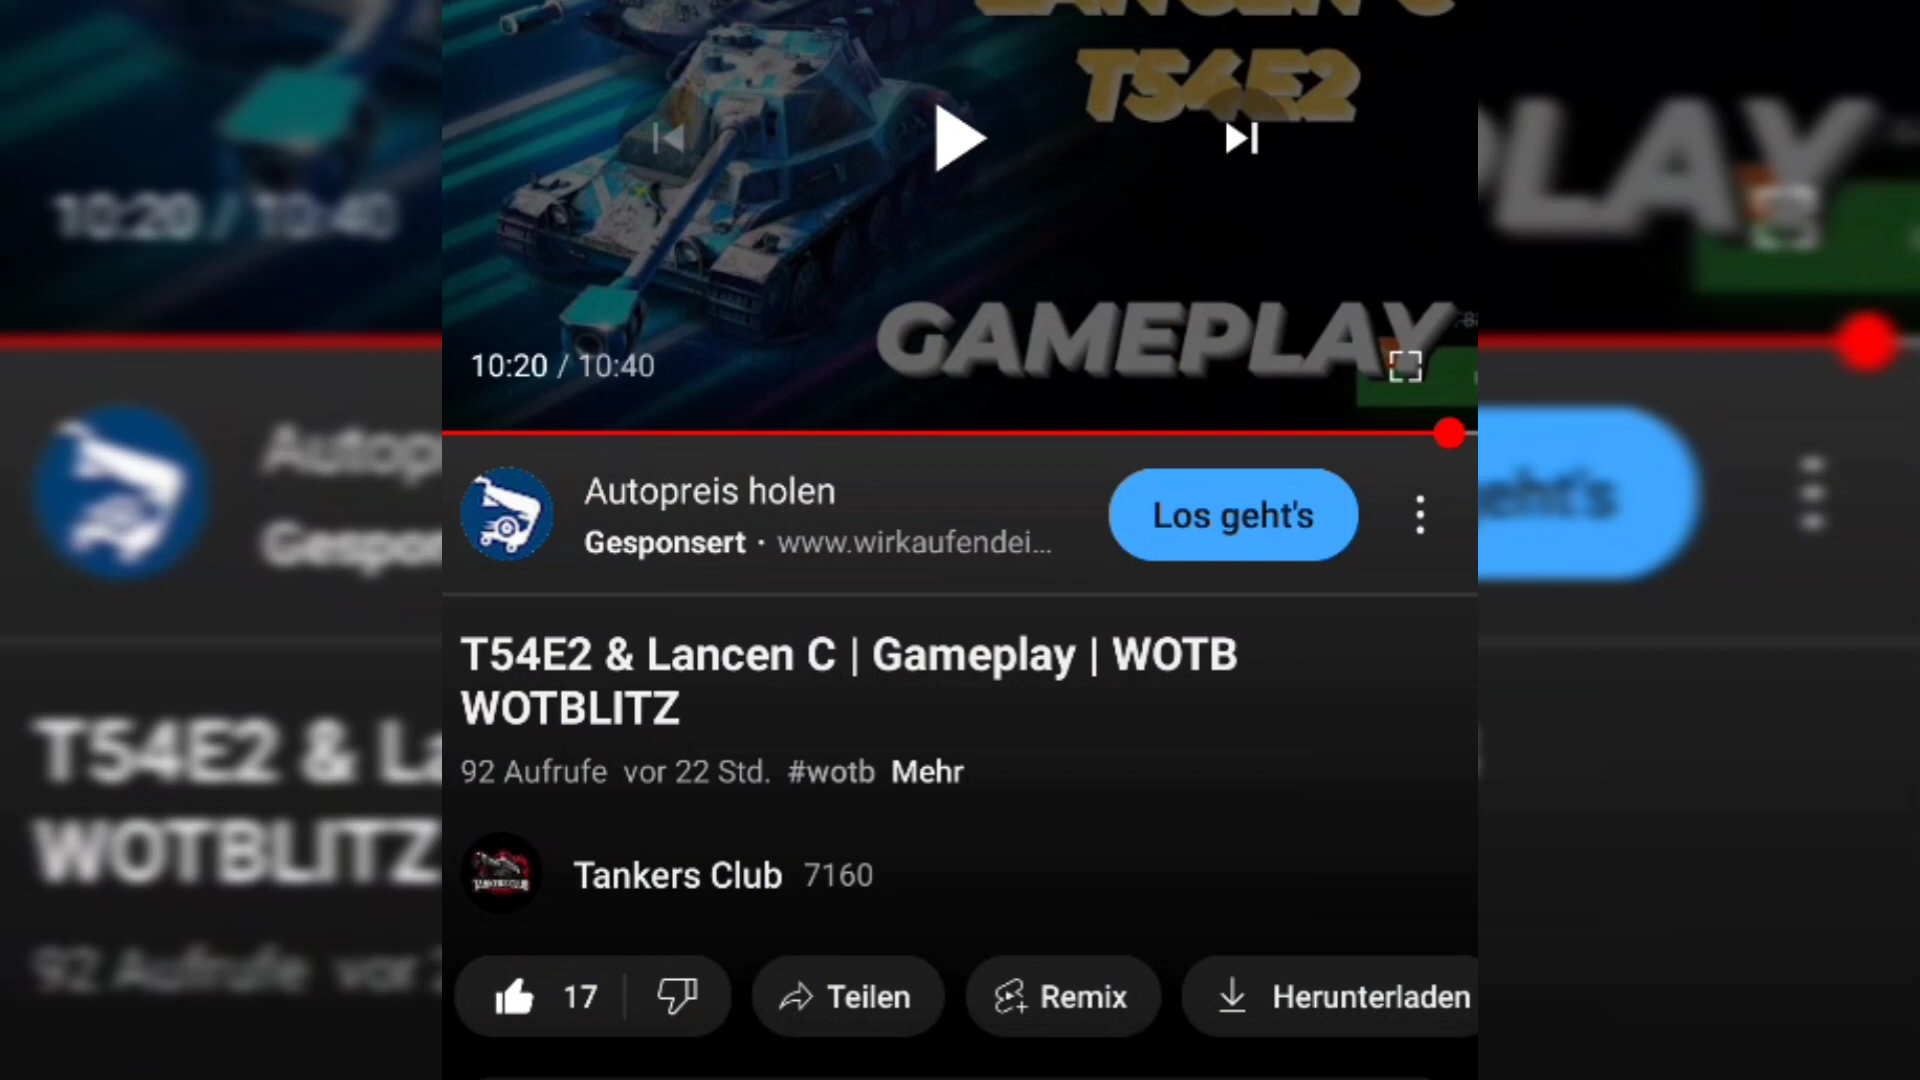 T54E2
GAMEPLAY
10:20 / 10:40
Autopreis holen
Gesponsert · www.wirkaufendei...
Los geht's
T54E2 & Lancen C | Gameplay | WOTB
WOTBLITZ
92 Aufrufe vor 22 Std. #wotb Mehr
Tankers Club 7160
17
Teilen
Remix
Herunterladen